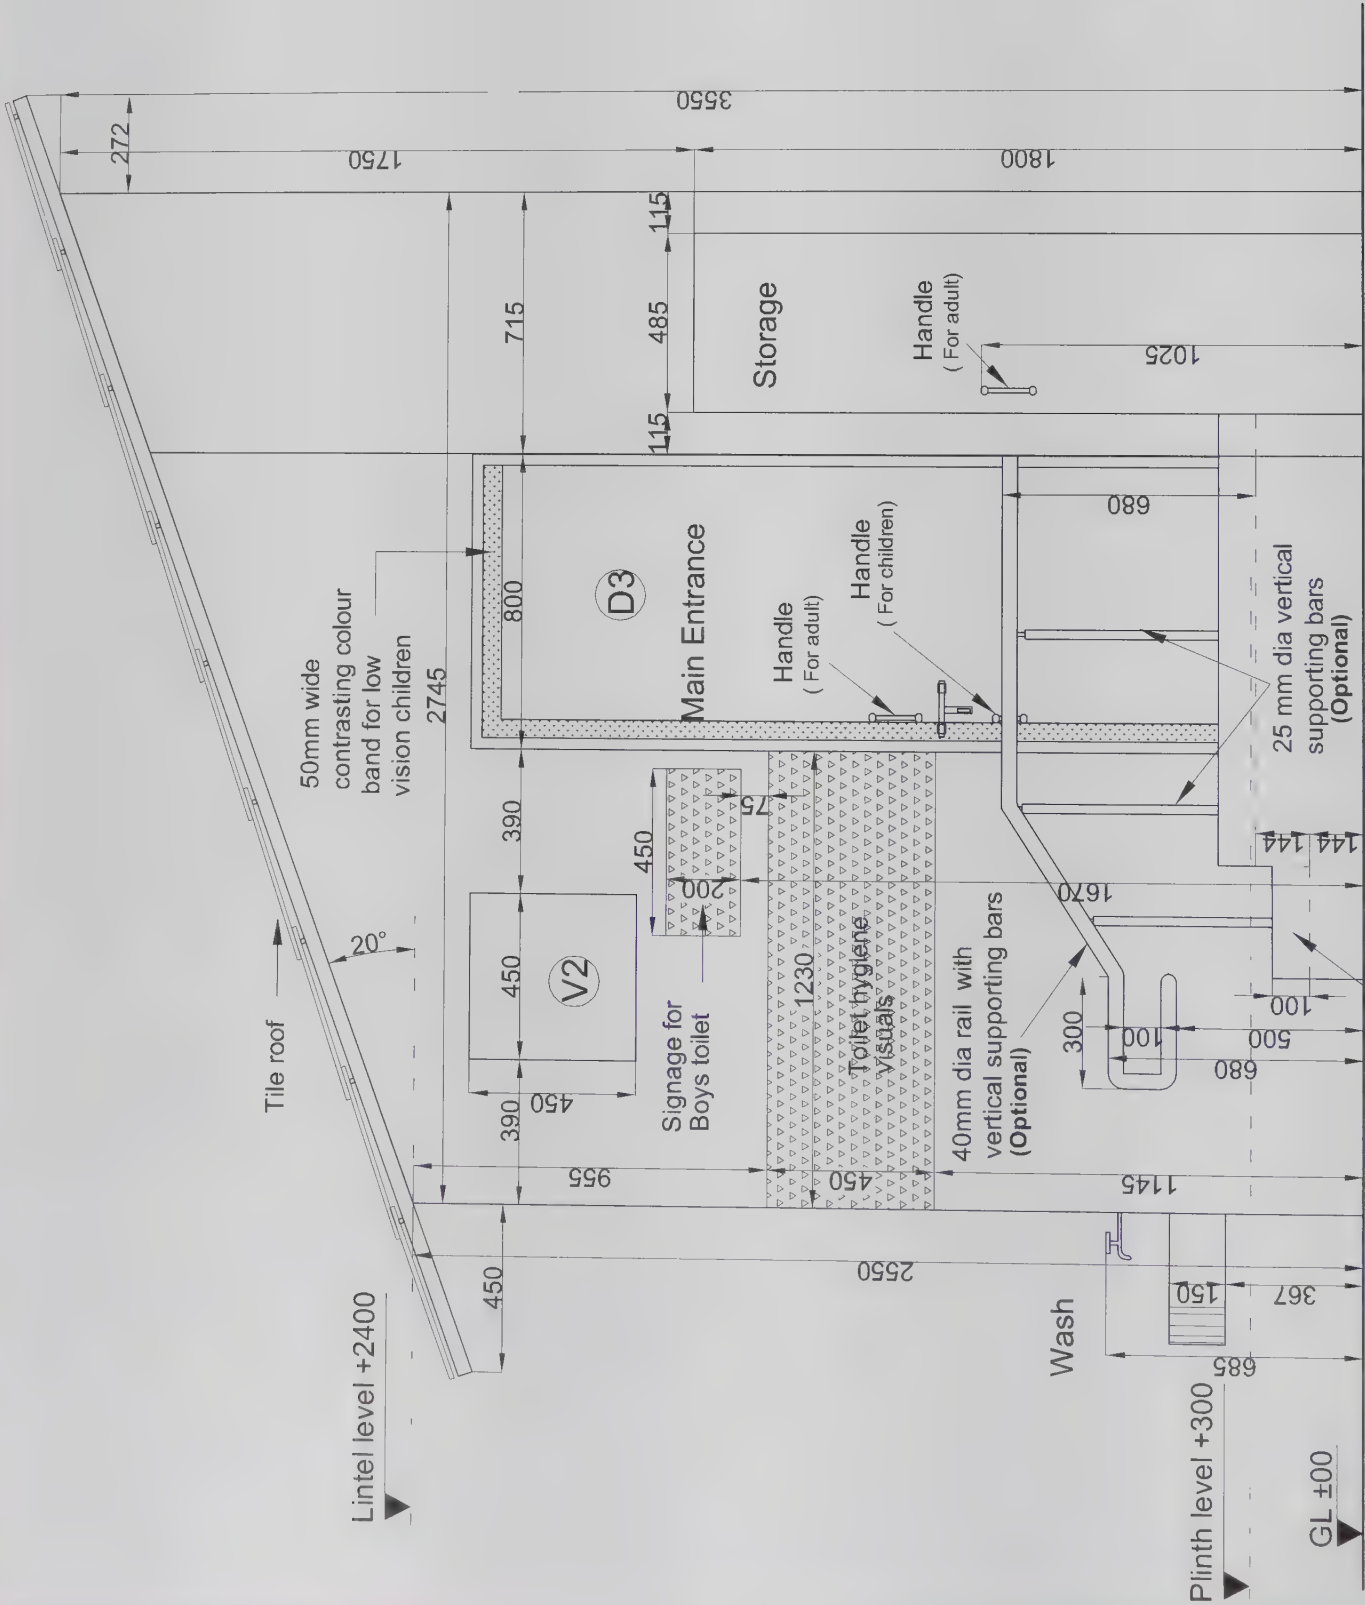 272
3550
1750
1800
Tile roof
20°
50mm wide
contrasting colour
band for low
vision children
2745
715
115
485
115
Storage
Handle
( For adult)
1025
Lintel level +2400
450
390
450
390
800
V2
450
D3
Main Entrance
450
200
75
Signage for
Boys toilet
955
1230
450
Toilet hygiene
visuals
1670
Handle
( For adult)
Handle
( For children)
680
40mm dia rail with
vertical supporting bars
(Optional)
1145
2550
Wash
300
100
500
680
100
144
144
25 mm dia vertical
supporting bars
(Optional)
150
367
685
Plinth level +300
GL ±00